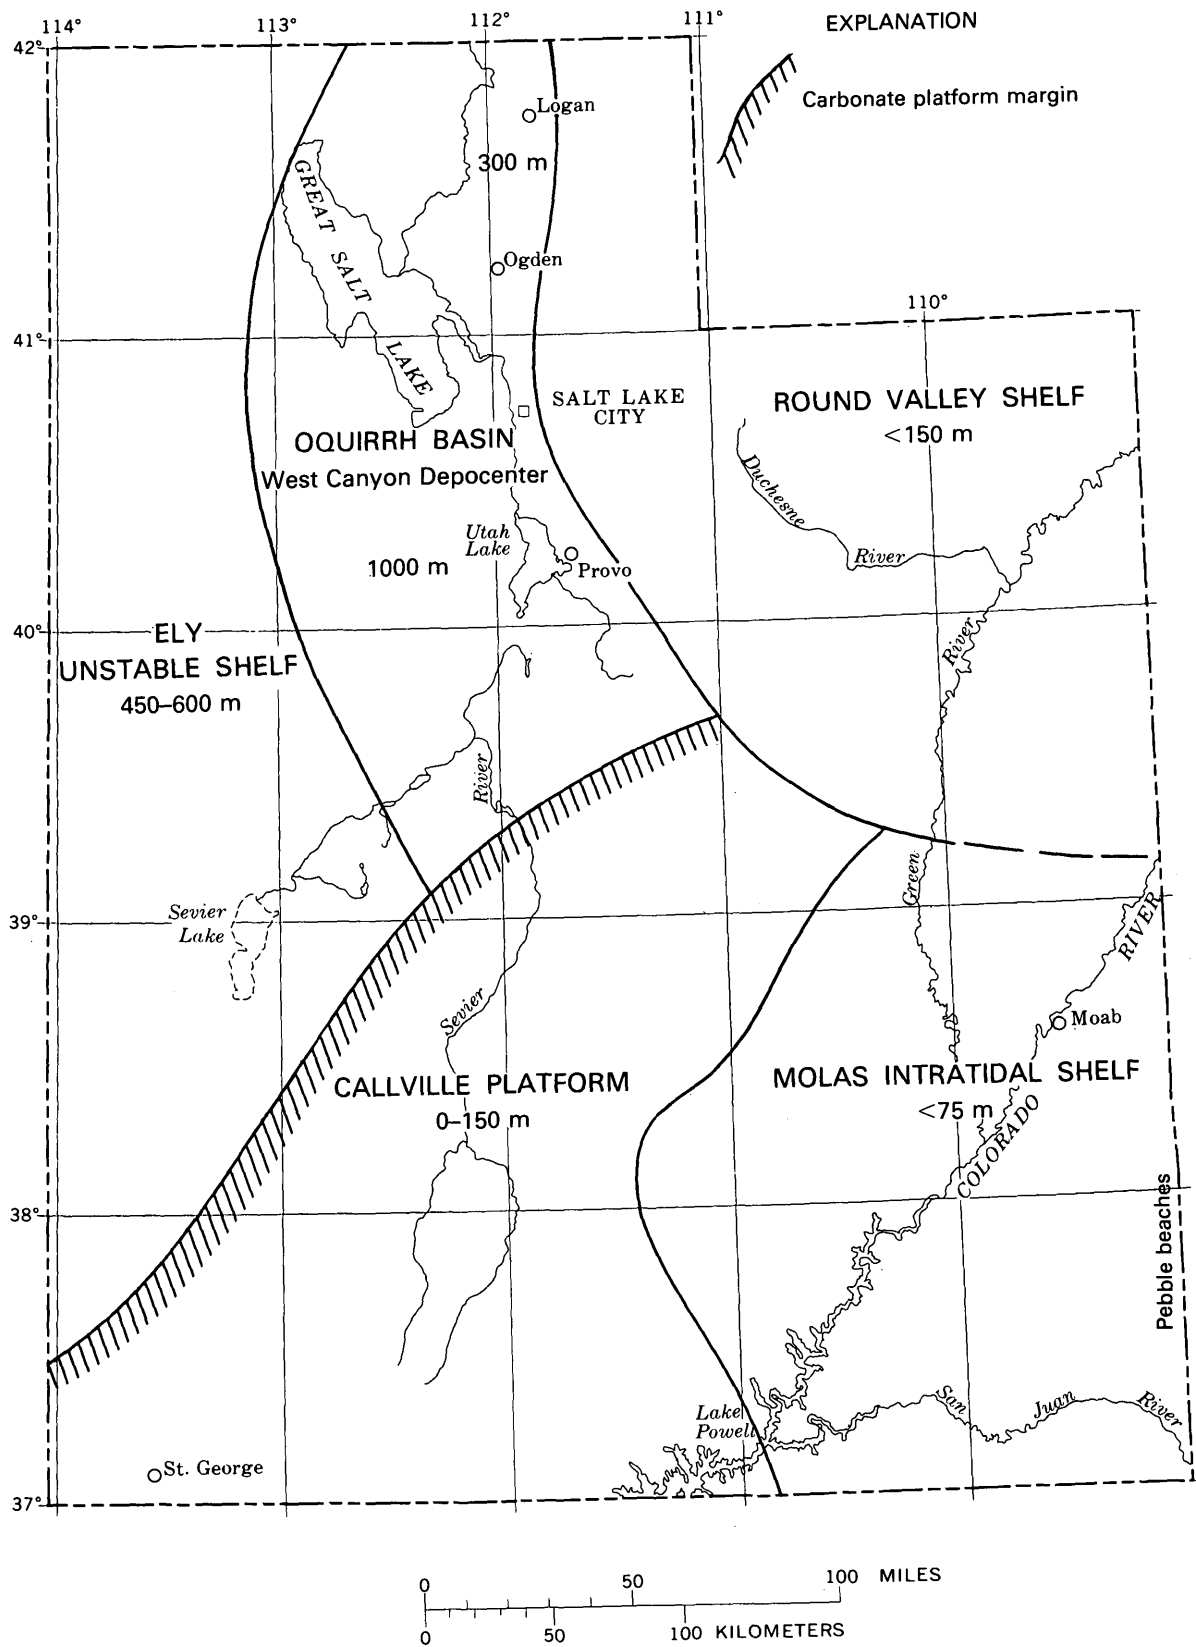 114°
113°
112°
111°
EXPLANATION
42°
Carbonate platform margin
Logan
300 m
GREAT SALT LAKE
Ogden
110°
41°
SALT LAKE
CITY
ROUND VALLEY SHELF
<150 m
OQUIRRH BASIN
West Canyon Depocenter
Duchesne
River
Utah
Lake
1000 m
Provo
40°
ELY
UNSTABLE SHELF
450–600 m
River
River
Green
39°
Sevier
Lake
RIVER
Sevier
Moab
CALLVILLE PLATFORM
0–150 m
MOLAS INTRATIDAL SHELF
<75 m
COLORADO
38°
Pebble beaches
Lake
Powell
San
Juan
River
St. George
37°
0
50
100 MILES
0
50
100 KILOMETERS